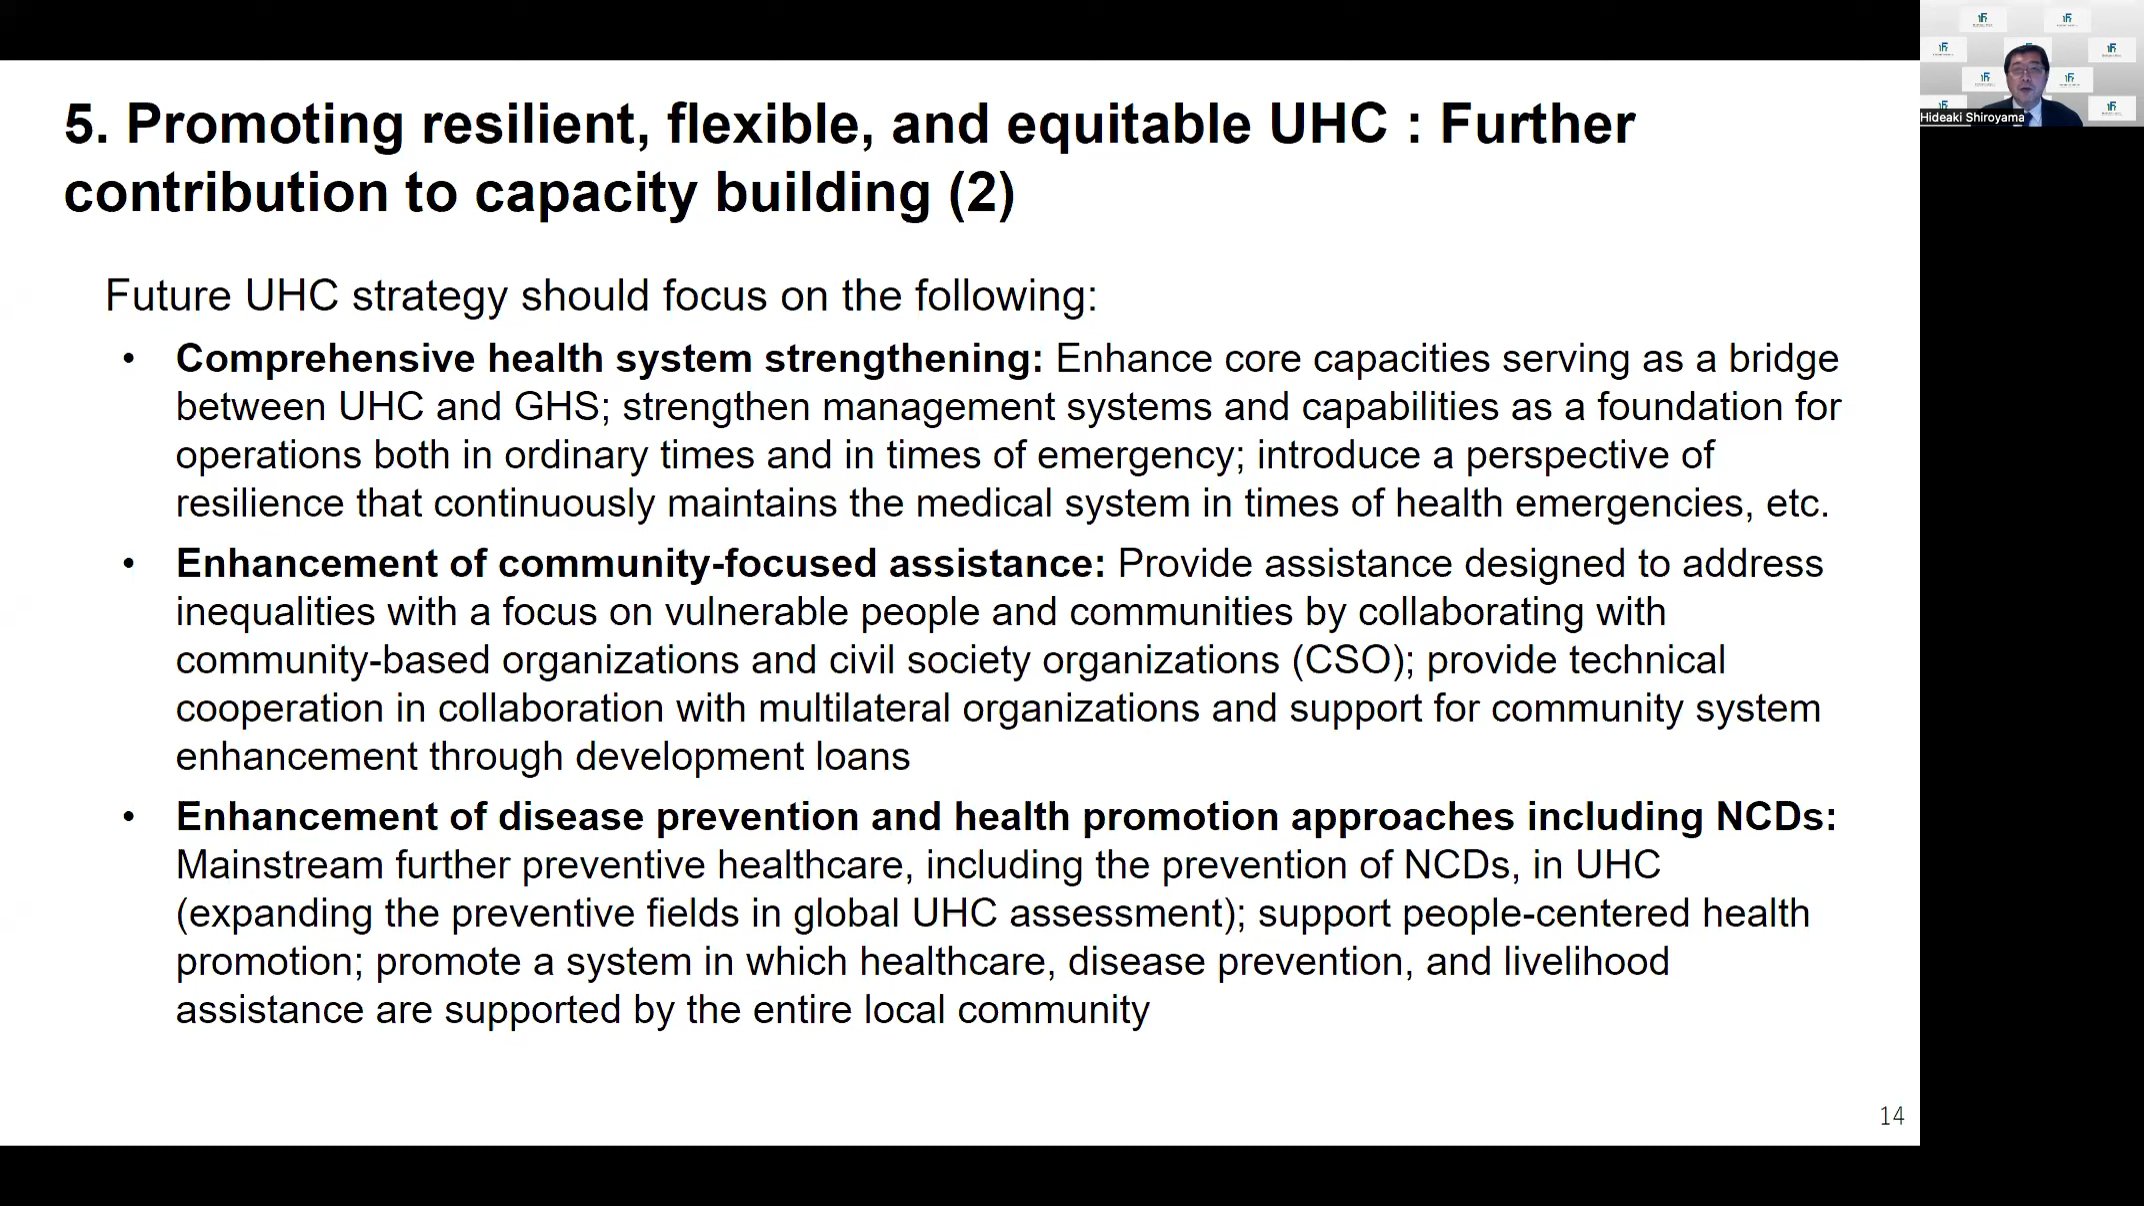 5. Promoting resilient, flexible, and equitable UHC : Further
contribution to capacity building (2)
Future UHC strategy should focus on the following:
• Comprehensive health system strengthening: Enhance core capacities serving as a bridge
between UHC and GHS; strengthen management systems and capabilities as a foundation for
operations both in ordinary times and in times of emergency; introduce a perspective of
resilience that continuously maintains the medical system in times of health emergencies, etc.
• Enhancement of community-focused assistance: Provide assistance designed to address
inequalities with a focus on vulnerable people and communities by collaborating with
community-based organizations and civil society organizations (CSO); provide technical
cooperation in collaboration with multilateral organizations and support for community system
enhancement through development loans
• Enhancement of disease prevention and health promotion approaches including NCDs:
Mainstream further preventive healthcare, including the prevention of NCDs, in UHC
(expanding the preventive fields in global UHC assessment); support people-centered health
promotion; promote a system in which healthcare, disease prevention, and livelihood
assistance are supported by the entire local community
14
Hideaki Shiroyama